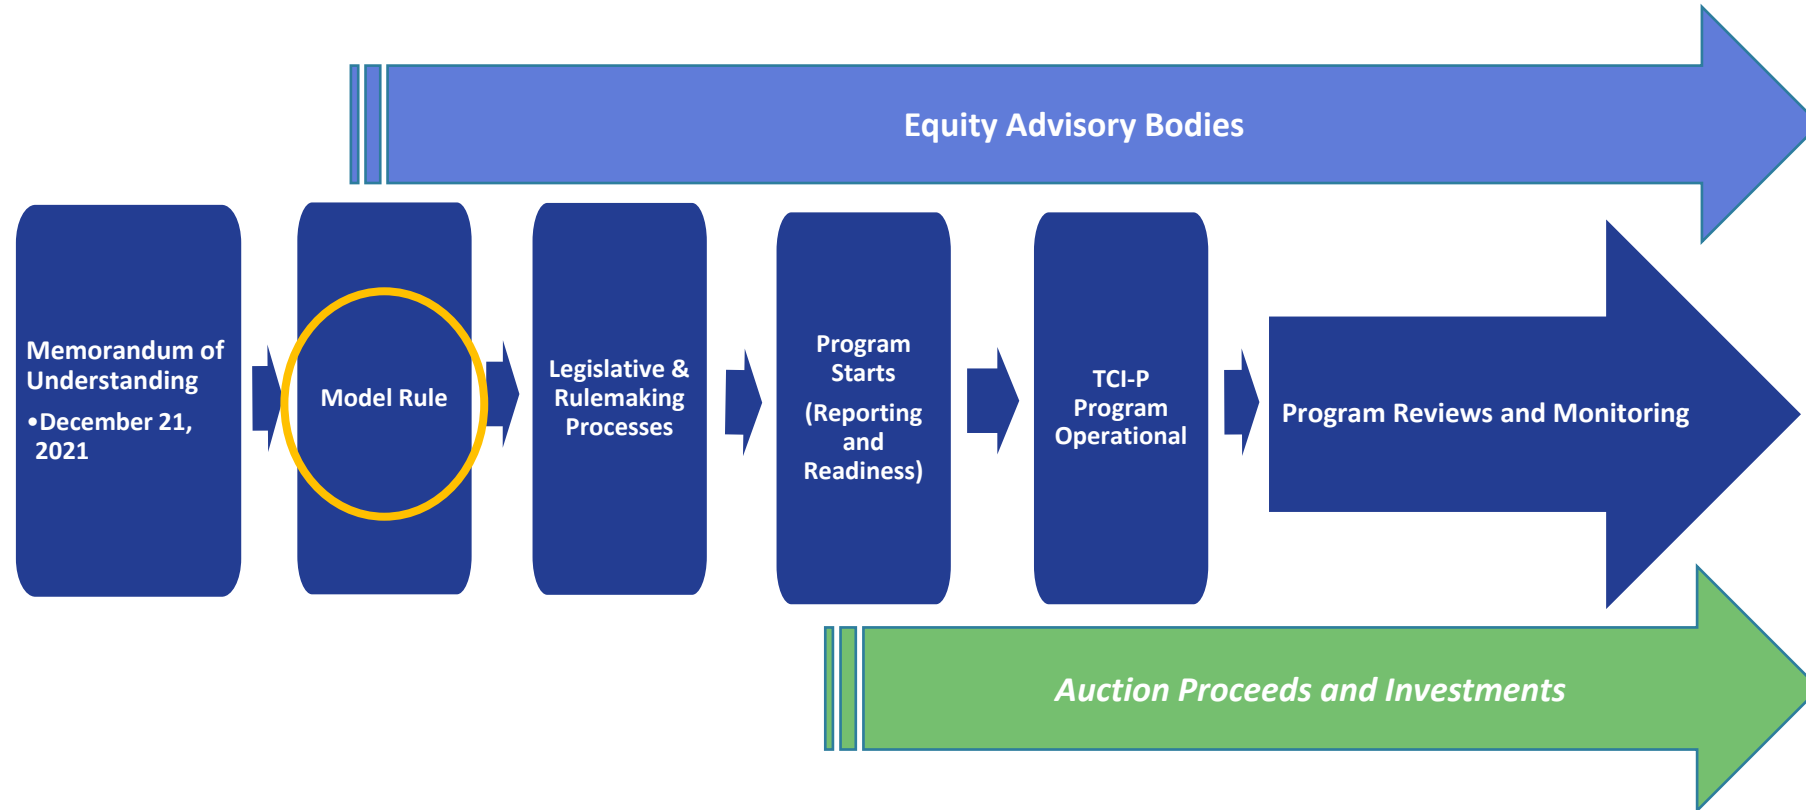 Equity Advisory Bodies
Memorandum of
Understanding
•December 21,
2021
Model Rule
Legislative &
Rulemaking
Processes
Program
Starts
(Reporting
and
Readiness)
TCI-P
Program
Operational
Program Reviews and Monitoring
Auction Proceeds and Investments